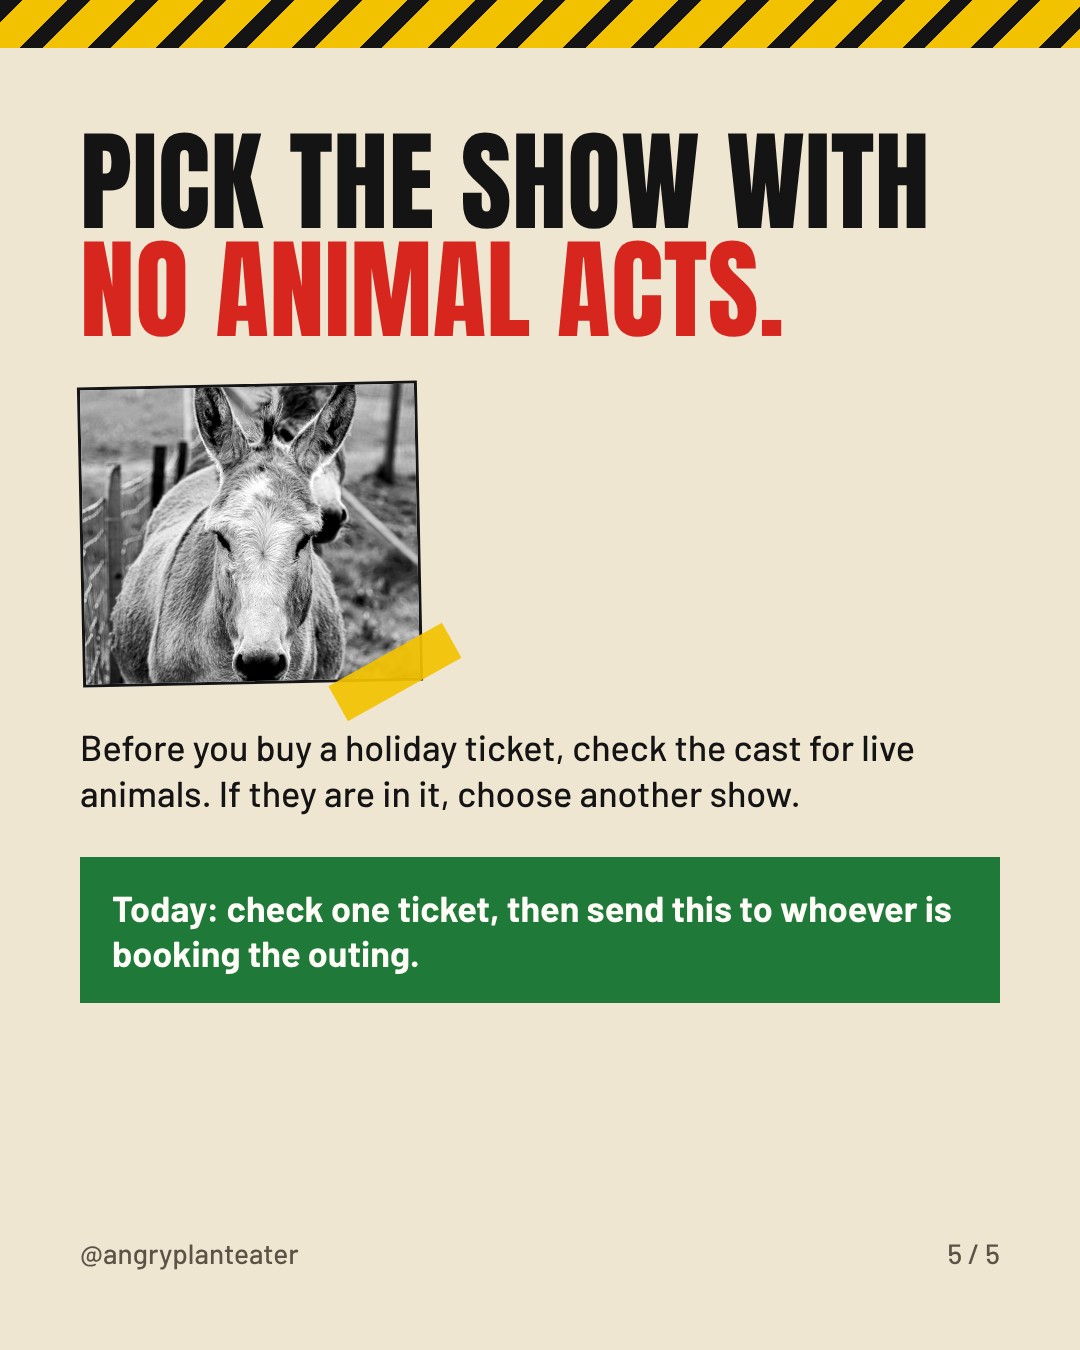 PICK THE SHOW WITH
NO ANIMAL ACTS.
Before you buy a holiday ticket, check the cast for live
animals. If they are in it, choose another show.
Today: check one ticket, then send this to whoever is
booking the outing.
@angryplanteater
5 / 5